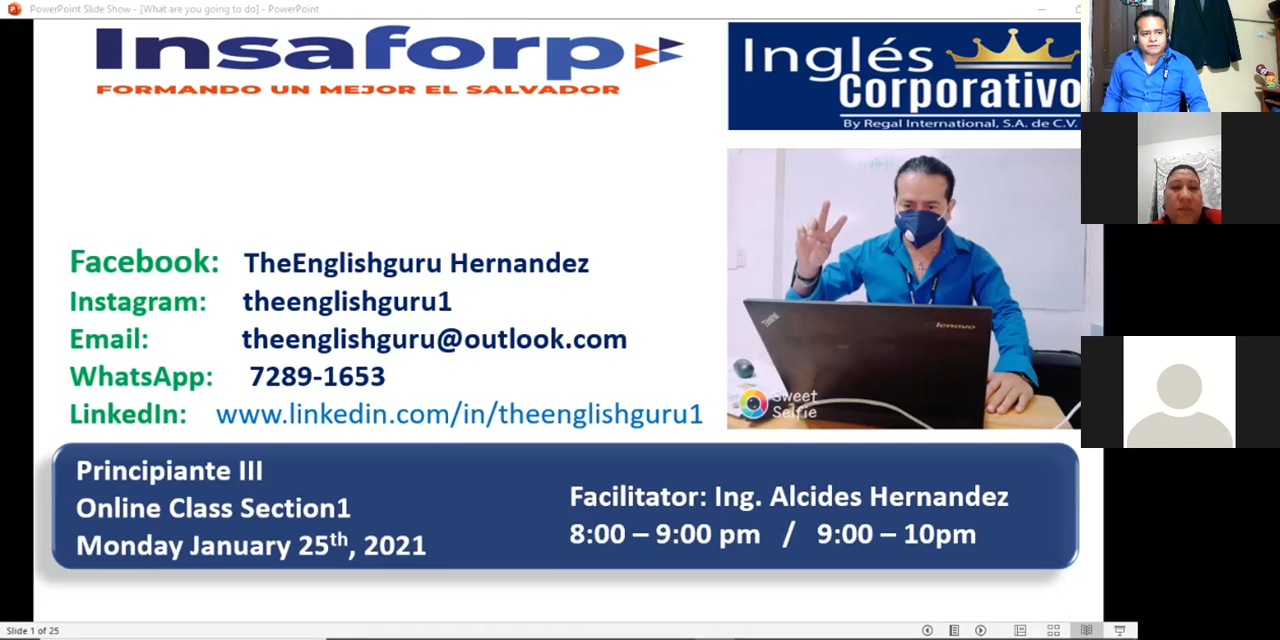 PowerPoint Slide Show - [What are you going to do] - PowerPoint
Insaforp
FORMANDO UN MEJOR EL SALVADOR
Inglés
Corporativo
By Regal International, S.A. de C.V.
Facebook: TheEnglishguru Hernandez
Instagram: theenglishguru1
Email: theenglishguru@outlook.com
WhatsApp: 7289-1653
LinkedIn: www.linkedin.com/in/theenglishguru1
ThinkPad
lenovo
Sweet
Selfie
Principiante III
Online Class Section1
Monday January 25th, 2021
Facilitator: Ing. Alcides Hernandez
8:00 – 9:00 pm / 9:00 – 10pm
Slide 1 of 25